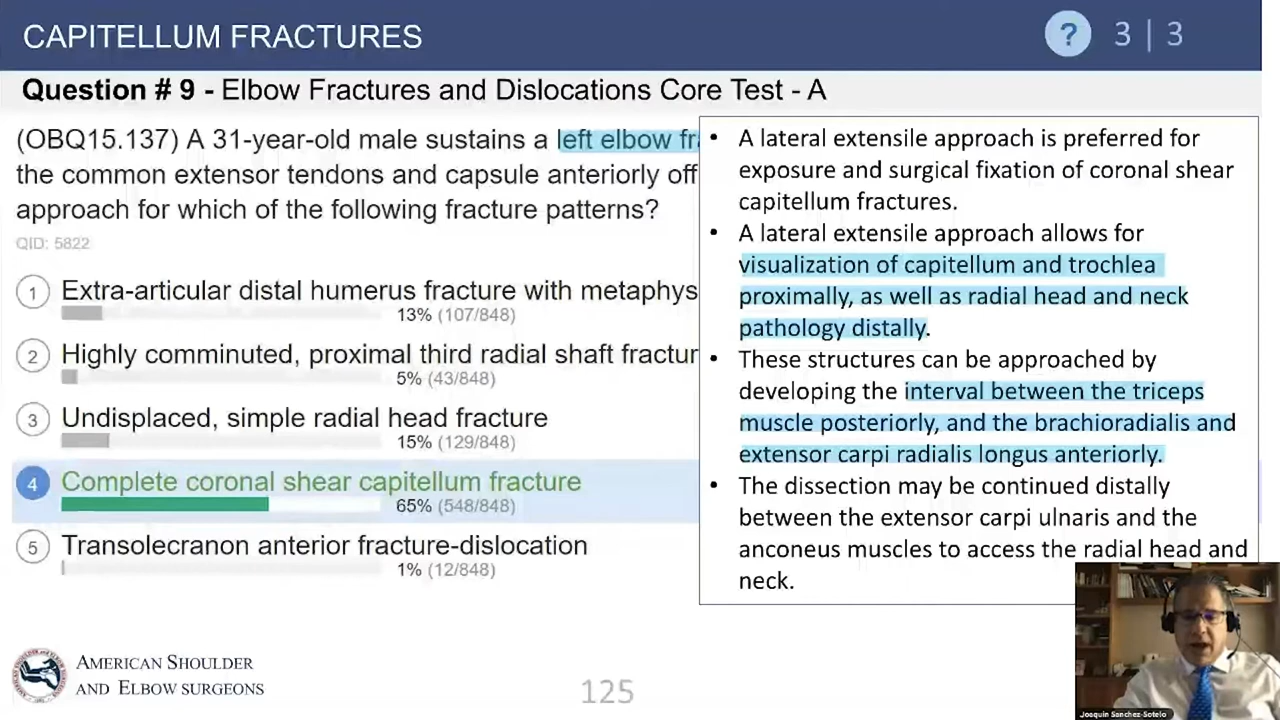 CAPITELLUM FRACTURES
? 3 | 3
Question # 9 - Elbow Fractures and Dislocations Core Test - A
(OBQ15.137) A 31-year-old male sustains a left elbow fr
the common extensor tendons and capsule anteriorly off
approach for which of the following fracture patterns?
QID: 5822
1 Extra-articular distal humerus fracture with metaphys
13% (107/848)
2 Highly comminuted, proximal third radial shaft fractur
5% (43/848)
3 Undisplaced, simple radial head fracture
15% (129/848)
4 Complete coronal shear capitellum fracture
65% (548/848)
5 Transolecranon anterior fracture-dislocation
1% (12/848)
• A lateral extensile approach is preferred for
exposure and surgical fixation of coronal shear
capitellum fractures.
• A lateral extensile approach allows for
visualization of capitellum and trochlea
proximally, as well as radial head and neck
pathology distally.
• These structures can be approached by
developing the interval between the triceps
muscle posteriorly, and the brachioradialis and
extensor carpi radialis longus anteriorly.
• The dissection may be continued distally
between the extensor carpi ulnaris and the
anconeus muscles to access the radial head and
neck.
AMERICAN SHOULDER
AND ELBOW SURGEONS
125
Joaquin Sanchez-Sotelo